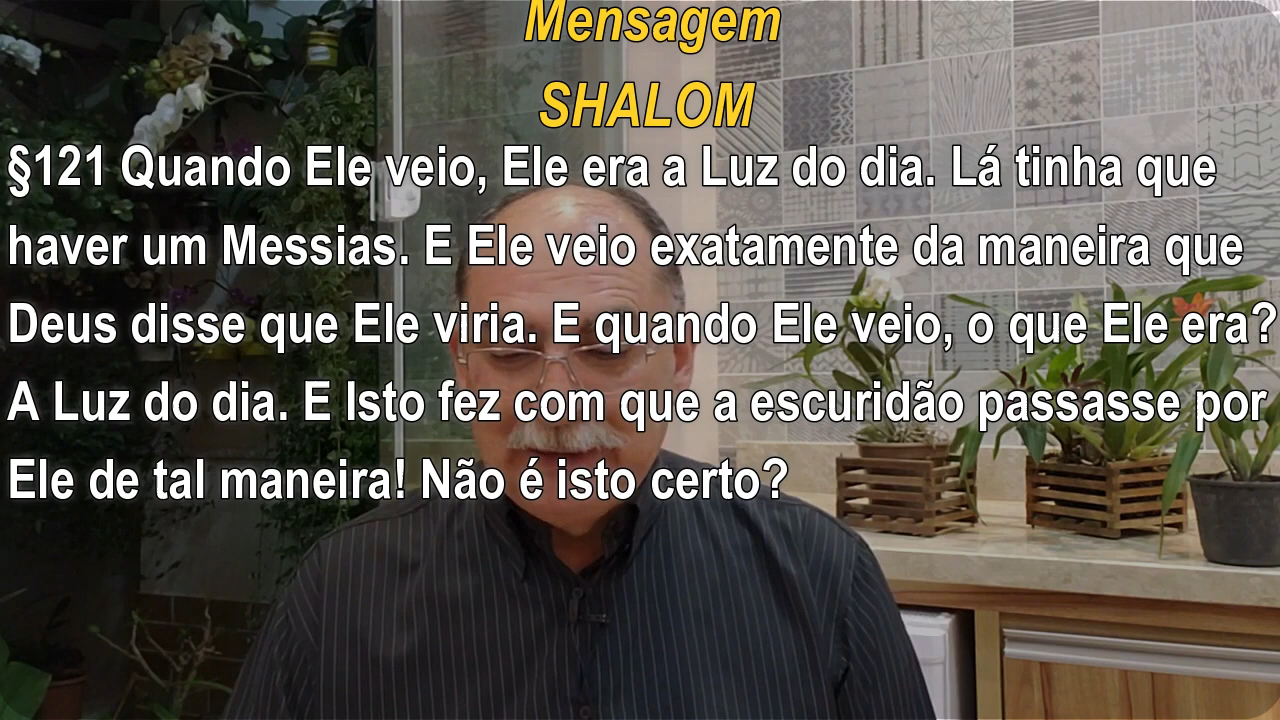 Mensagem
SHALOM
§121 Quando Ele veio, Ele era a Luz do dia. Lá tinha que
haver um Messias. E Ele veio exatamente da maneira que
Deus disse que Ele viria. E quando Ele veio, o que Ele era?
A Luz do dia. E Isto fez com que a escuridão passasse por
Ele de tal maneira! Não é isto certo?